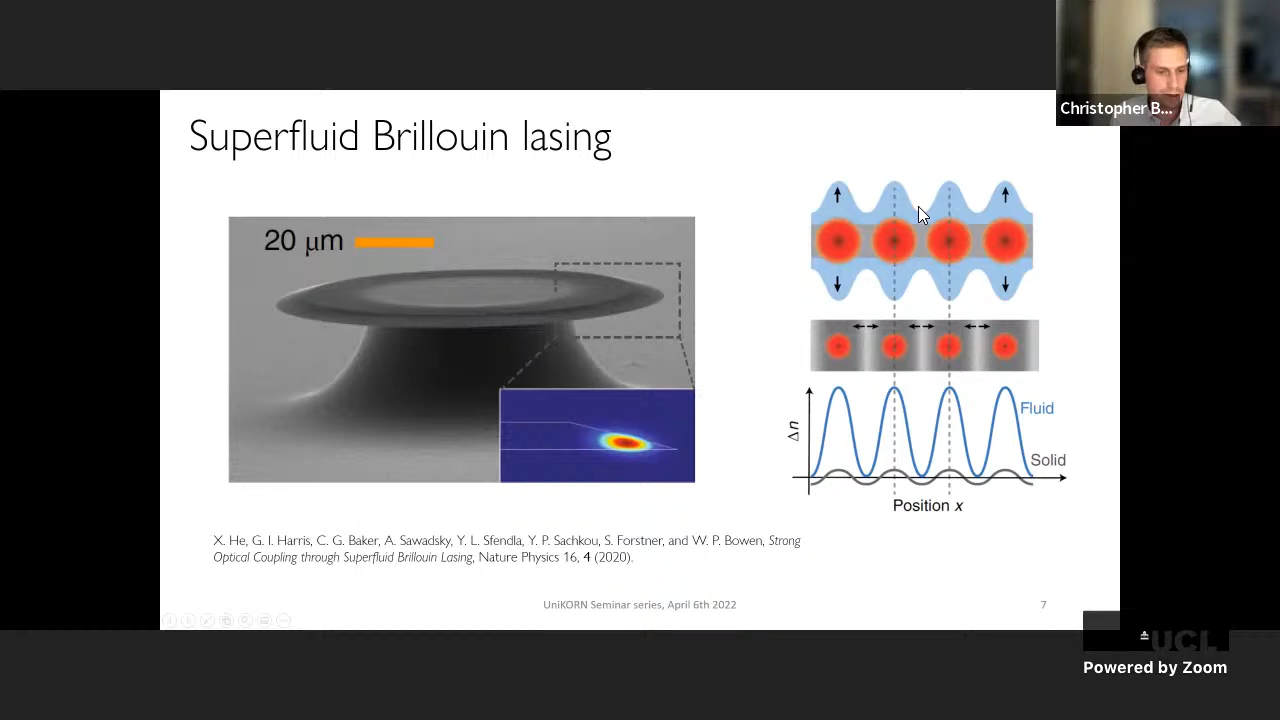 Christopher B...
Superfluid Brillouin lasing
20 μm
Δn
Fluid
Solid
Position x
X. He, G. I. Harris, C. G. Baker, A. Sawadsky, Y. L. Sfendla, Y. P. Sachkou, S. Forstner, and W. P. Bowen, Strong
Optical Coupling through Superfluid Brillouin Lasing, Nature Physics 16, 4 (2020).
UniKORN Seminar series, April 6th 2022
7
UCL
Powered by Zoom